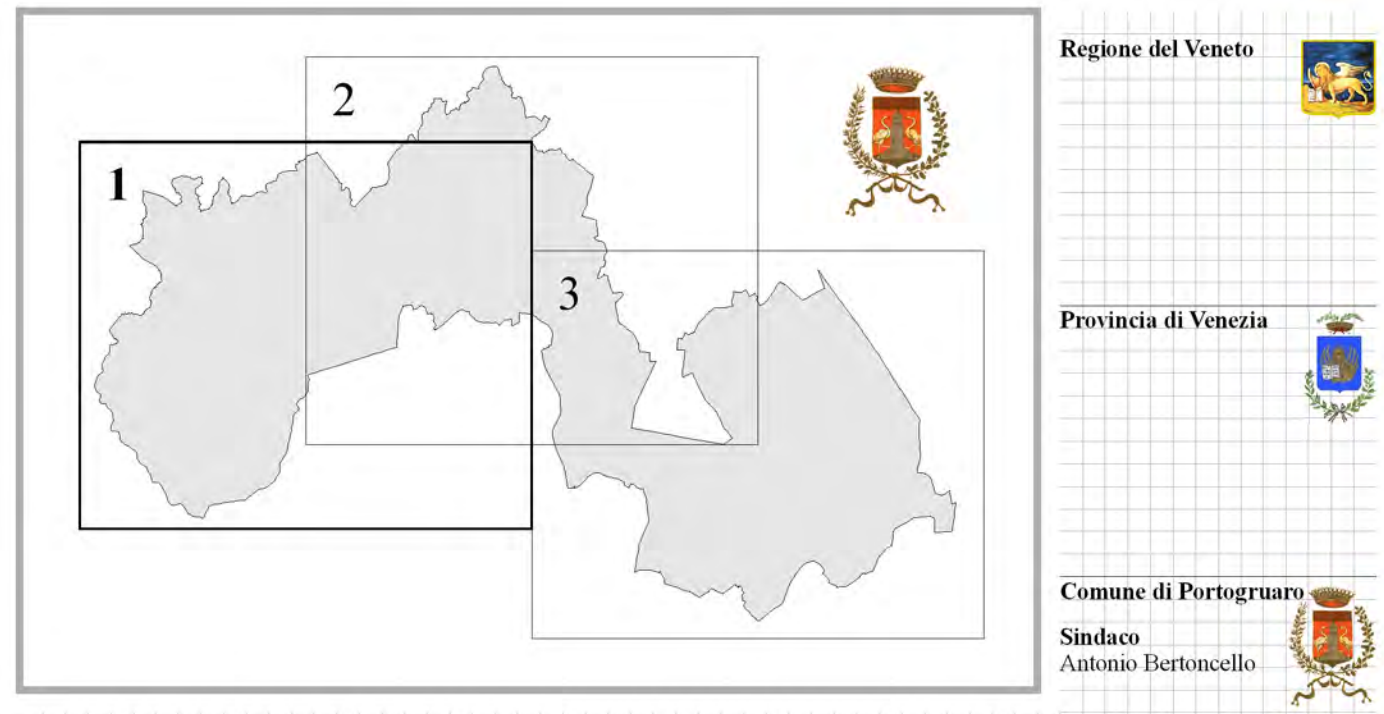 2
1
3
Regione del Veneto
Provincia di Venezia
Comune di Portogruaro
Sindaco
Antonio Bertoncello